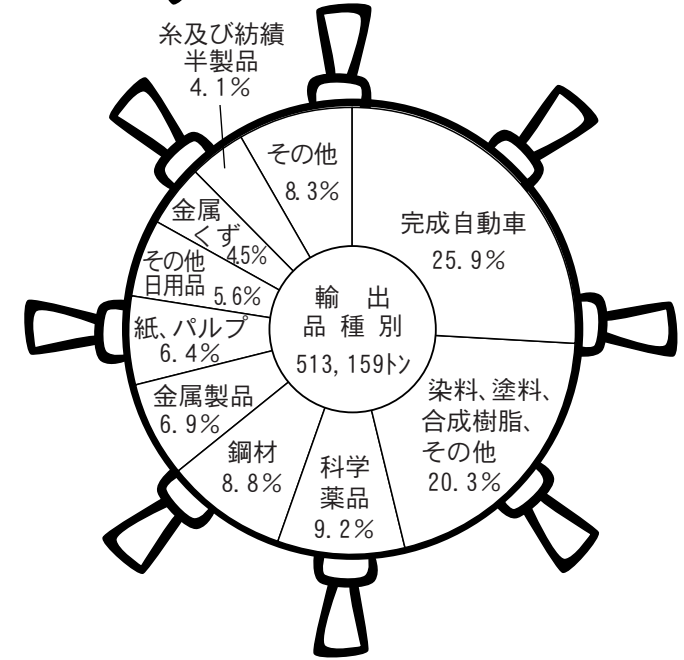 輸出
品種別
513,159トン
完成自動車
25.9%
染料、塗料、
合成樹脂、
その他
20.3%
科学
薬品
9.2%
鋼材
8.8%
金属製品
6.9%
紙、パルプ
6.4%
その他
日用品
5.6%
金属
くず
4.5%
糸及び紡績
半製品
4.1%
その他
8.3%